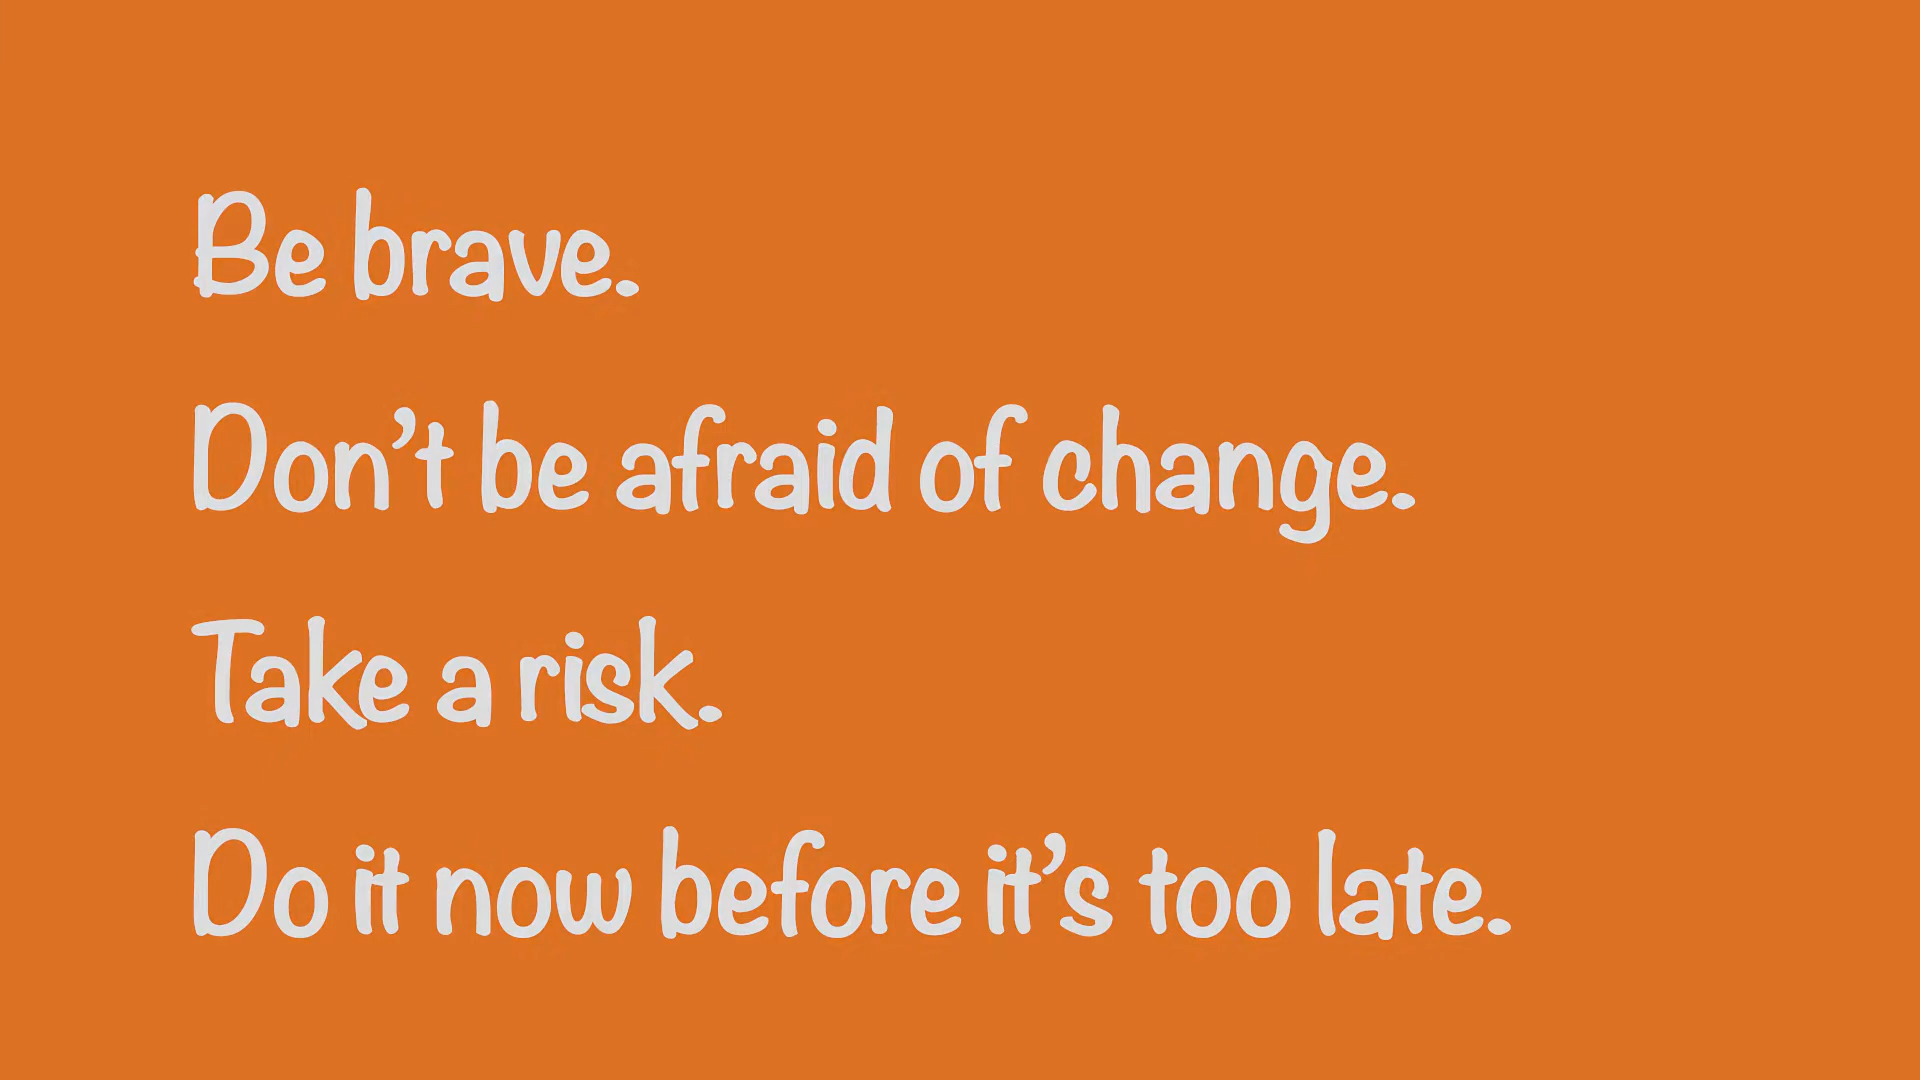 Be brave.
Don’t be afraid of change.
Take a risk.
Do it now before it’s too late.